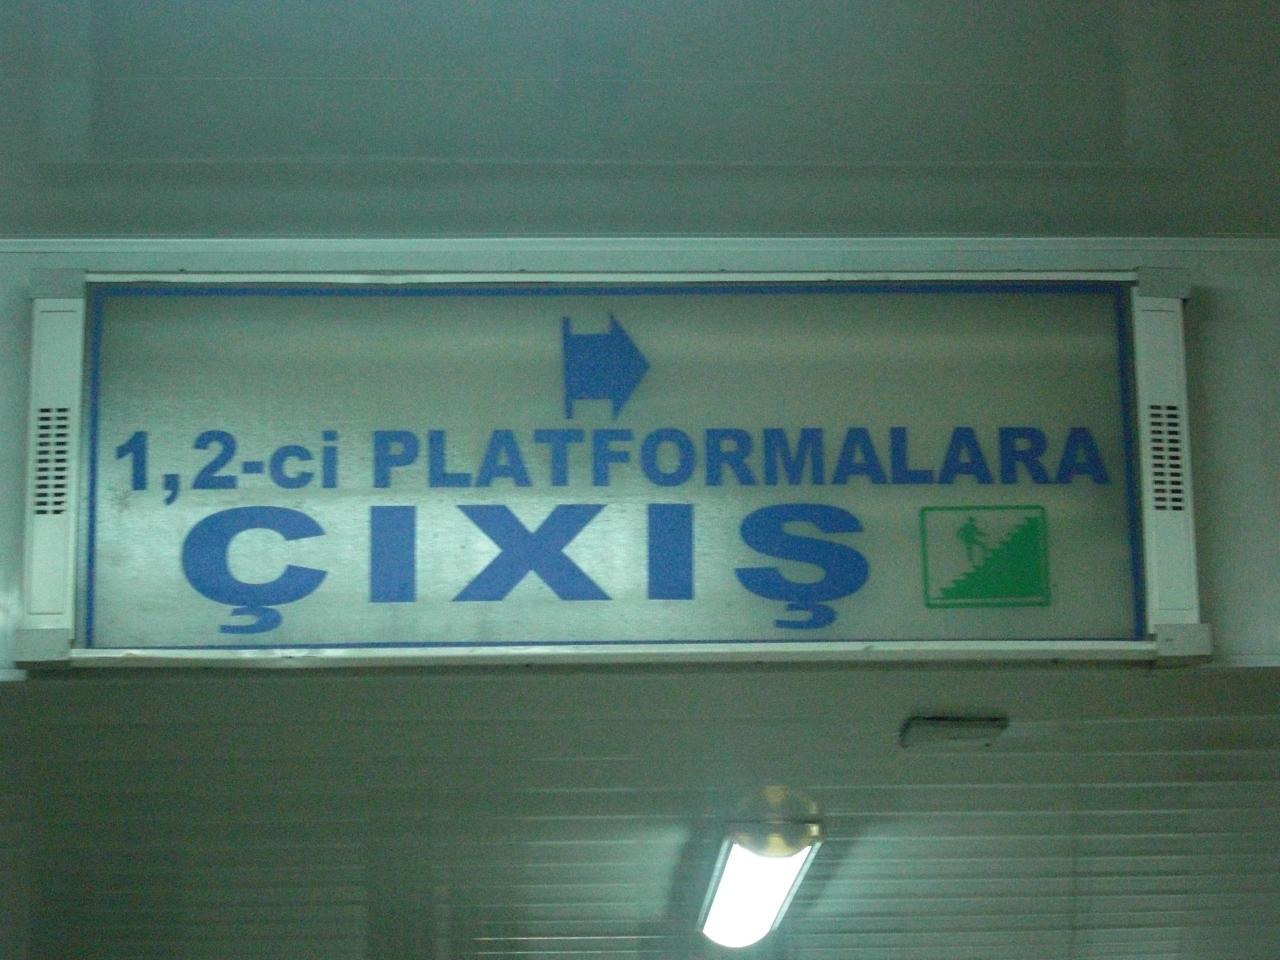 1,2-ci PLATFORMALARA
ÇIXIŞ